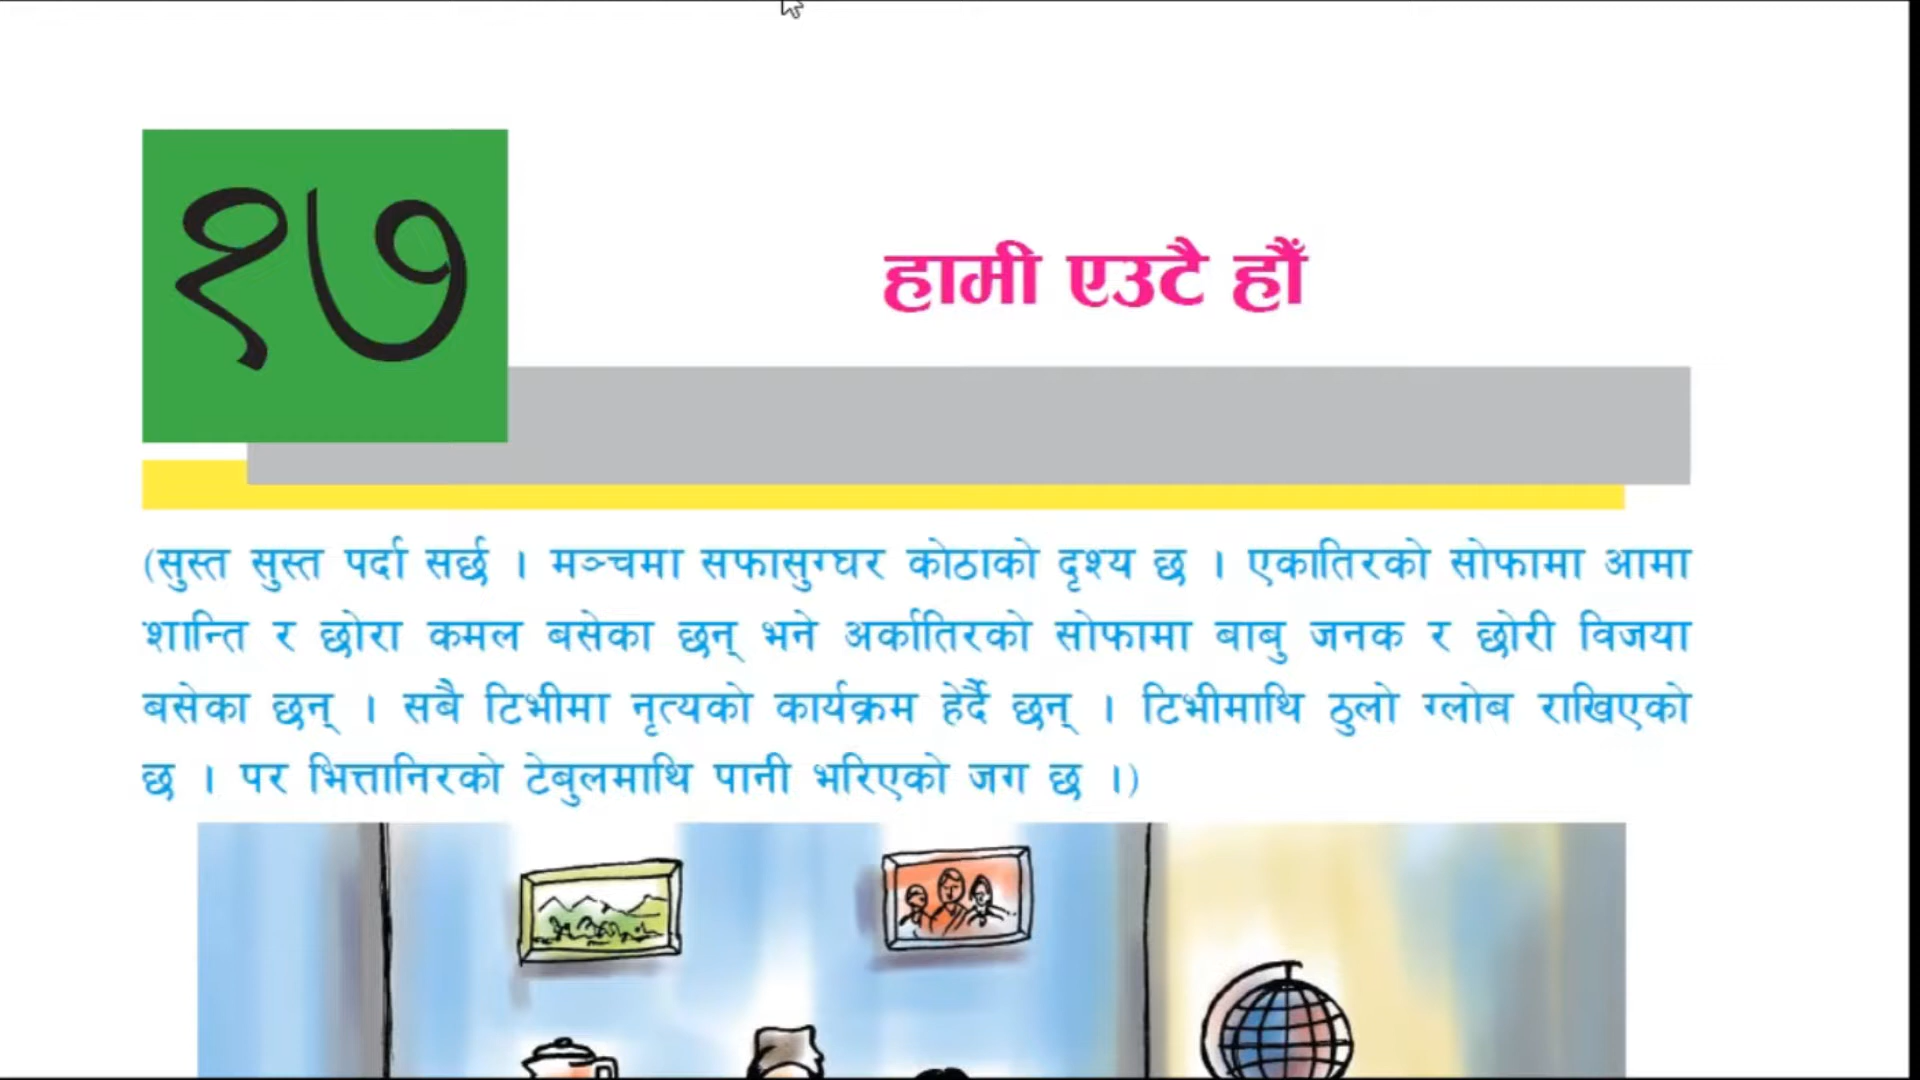 १७
हामी एउटै हौँ
(सुस्त सुस्त पर्दा सर्छ । मञ्चमा सफासुग्घर कोठाको दृश्य छ । एकातिरको सोफामा आमा
शान्ति र छोरा कमल बसेका छन् भने अर्कातिरको सोफामा बाबु जनक र छोरी विजया
बसेका छन् । सबै टिभीमा नृत्यको कार्यक्रम हेर्दै छन् । टिभीमाथि ठुलो ग्लोब राखिएको
छ । पर भित्तानिरको टेबुलमाथि पानी भरिएको जग छ ।)